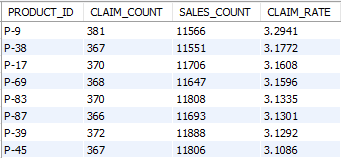 PRODUCT_ID CLAIM_COUNT SALES_COUNT CLAIM_RATE
P-9 381 11566 3.2941
P-38 367 11551 3.1772
P-17 370 11706 3.1608
P-69 368 11647 3.1596
P-83 370 11808 3.1335
P-87 366 11693 3.1301
P-39 372 11888 3.1292
P-45 367 11806 3.1086